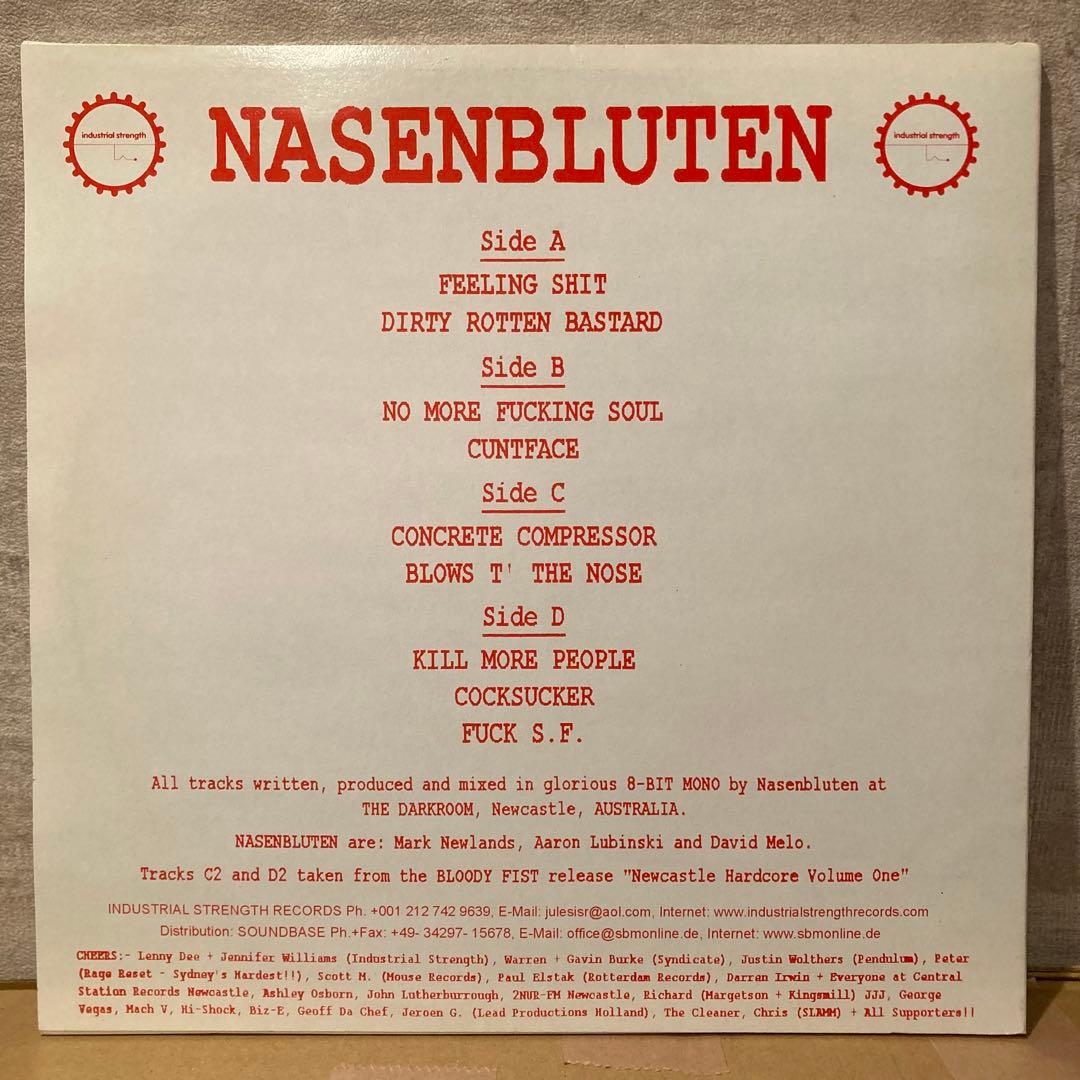 industrial strength
NASENBLUTEN
industrial strength
Side A
FEELING SHIT
DIRTY ROTTEN BASTARD
Side B
NO MORE FUCKING SOUL
CUNTFACE
Side C
CONCRETE COMPRESSOR
BLOWS T' THE NOSE
Side D
KILL MORE PEOPLE
COCKSUCKER
FUCK S.F.
All tracks written, produced and mixed in glorious 8-BIT MONO by Nasenbluten at
THE DARKROOM, Newcastle, AUSTRALIA.
NASENBLUTEN are: Mark Newlands, Aaron Lubinski and David Melo.
Tracks C2 and D2 taken from the BLOODY FIST release "Newcastle Hardcore Volume One"
INDUSTRIAL STRENGTH RECORDS Ph. +001 212 742 9639, E-Mail: julesisr@aol.com, Internet: www.industrialstrengthrecords.com
Distribution: SOUNDBASE Ph.+Fax: +49- 34297- 15678, E-Mail: office@sbmonline.de, Internet: www.sbmonline.de
CHEERS:- Lenny Dee + Jennifer Williams (Industrial Strength), Warren + Gavin Burke (Syndicate), Justin Wolthers (Pendulum), Peter
(Rage Reset - Sydney's Hardest!!), Scott M. (Mouse Records), Paul Elstak (Rotterdam Records), Darren Irwin + Everyone at Central
Station Records Newcastle, Ashley Osborn, John Lutherburrough, 2NUR-FM Newcastle, Richard (Margetson + Kingsmill) JJJ, George
Vegas, Mach V, Hi-Shock, Biz-E, Geoff Da Chef, Jeroen G. (Lead Productions Holland), The Cleaner, Chris (SLAMM) + All Supporters!!